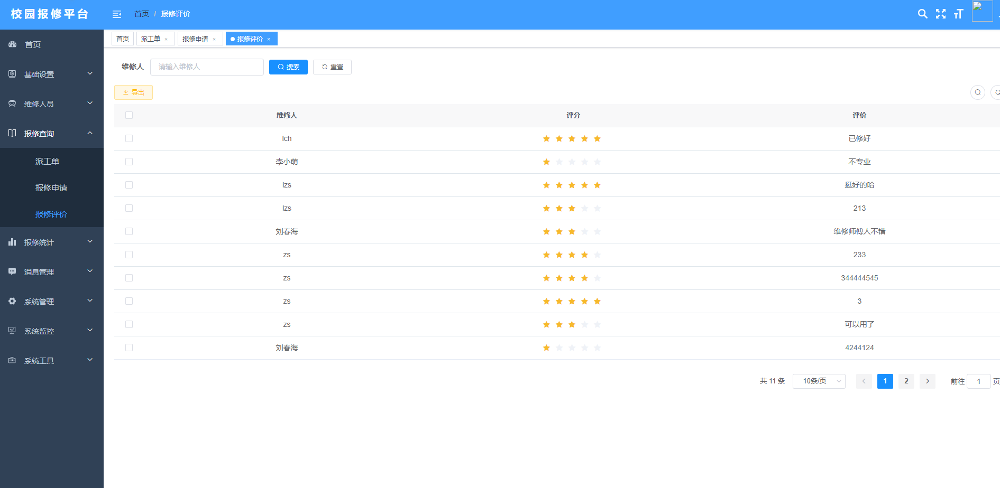 校园报修平台
首页 / 报修评价
首页
派工单 ×
报修申请 ×
报修评价 ×
首页
基础设置
维修人员
报修查询
派工单
报修申请
报修评价
报修统计
消息管理
系统管理
系统监控
系统工具
维修人 请输入维修人 搜索 重置
导出
维修人 评分 评价
lch 已修好
李小萌 不专业
lzs 挺好的哈
lzs 213
刘春海 维修师傅人不错
zs 233
zs 344444545
zs 3
zs 可以用了
刘春海 4244124
共 11 条 10条/页 1 2 前往 1 页